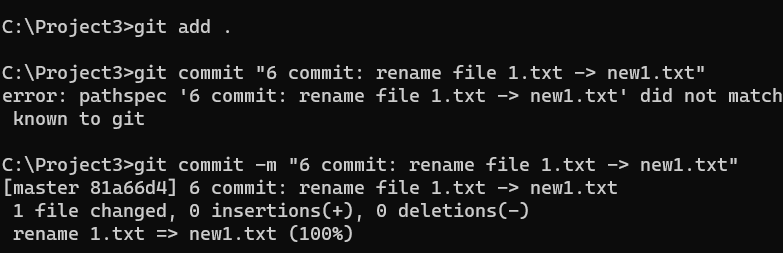 C:\Project3>git add .
C:\Project3>git commit "6 commit: rename file 1.txt -> new1.txt"
error: pathspec '6 commit: rename file 1.txt -> new1.txt' did not match
known to git
C:\Project3>git commit -m "6 commit: rename file 1.txt -> new1.txt"
[master 81a66d4] 6 commit: rename file 1.txt -> new1.txt
1 file changed, 0 insertions(+), 0 deletions(-)
rename 1.txt => new1.txt (100%)